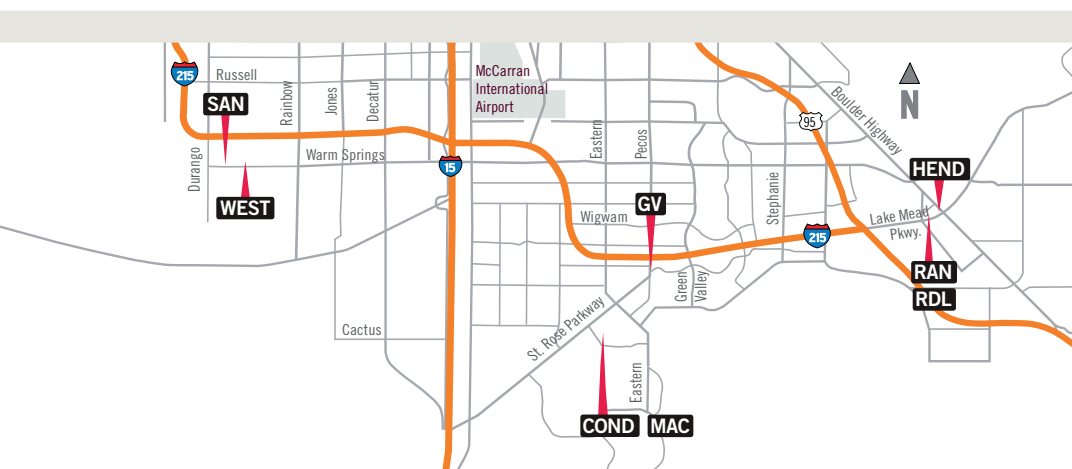 McCarran
International
Airport
215
Russell
SAN
Rainbow
Jones
Decatur
Durango
Warm Springs
WEST
15
Eastern
Pecos
GV
Wigwam
Stephanie
95
Boulder Highway
N
HEND
Lake Mead
Pkwy.
215
RAN
RDL
Green
Valley
St. Rose Parkway
Cactus
Eastern
COND
MAC